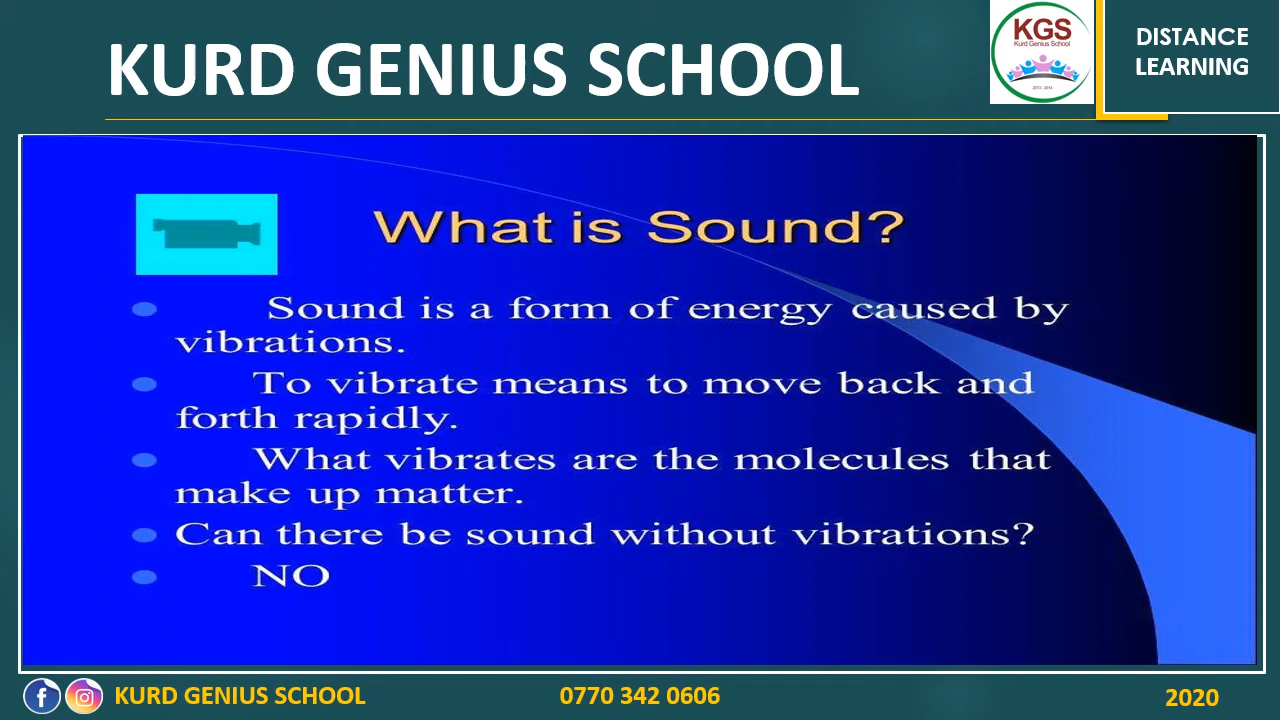 KURD GENIUS SCHOOL
KGS
Kurd Genius School
2013 - 2014
DISTANCE
LEARNING
What is Sound?
Sound is a form of energy caused by
vibrations.
To vibrate means to move back and
forth rapidly.
What vibrates are the molecules that
make up matter.
Can there be sound without vibrations?
NO
KURD GENIUS SCHOOL
0770 342 0606
2020